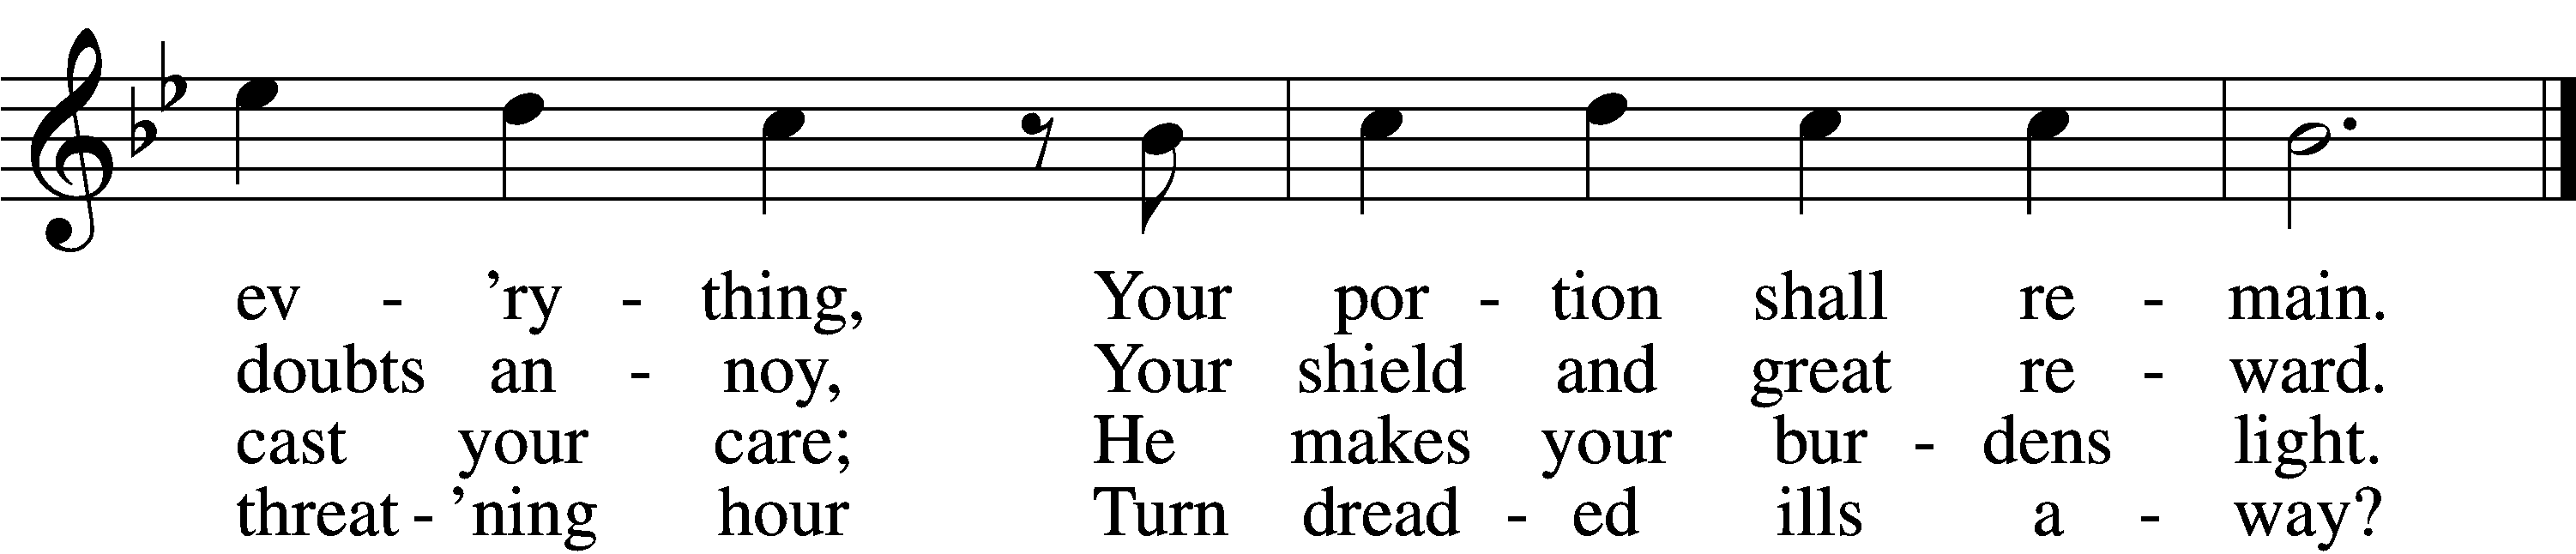 ev - ’ry - thing, Your por - tion shall re - main.
doubts an - noy, Your shield and great re - ward.
cast your care; He makes your bur - dens light.
threat - ’ning hour Turn dread - ed ills a - way?